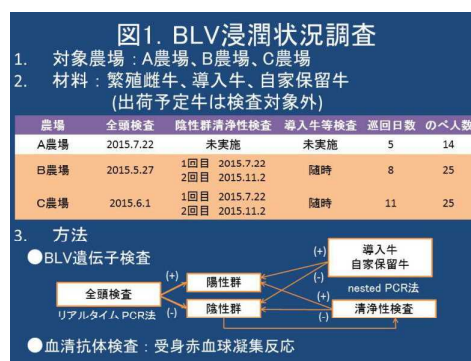 図1. BLV浸潤状況調査
1. 対象農場：A農場、B農場、C農場
2. 材料：繁殖雌牛、導入牛、自家保留牛
(出荷予定牛は検査対象外)
農場 全頭検査 陰性群清浄性検査 導入牛等検査 巡回日数 のべ人数
A農場 2015.7.22 未実施 未実施 5 14
B農場 2015.5.27 1回目 2015.7.22 随時 8 25
2回目 2015.11.2
C農場 2015.6.1 1回目 2015.7.22 随時 11 25
2回目 2015.11.2
3. 方法
●BLV遺伝子検査
全頭検査
リアルタイムPCR法
(+)
(-)
陽性群
陰性群
(+)
(-)
導入牛
自家保留牛
nested PCR法
(+)
(-)
清浄性検査
●血清抗体検査：受身赤血球凝集反応